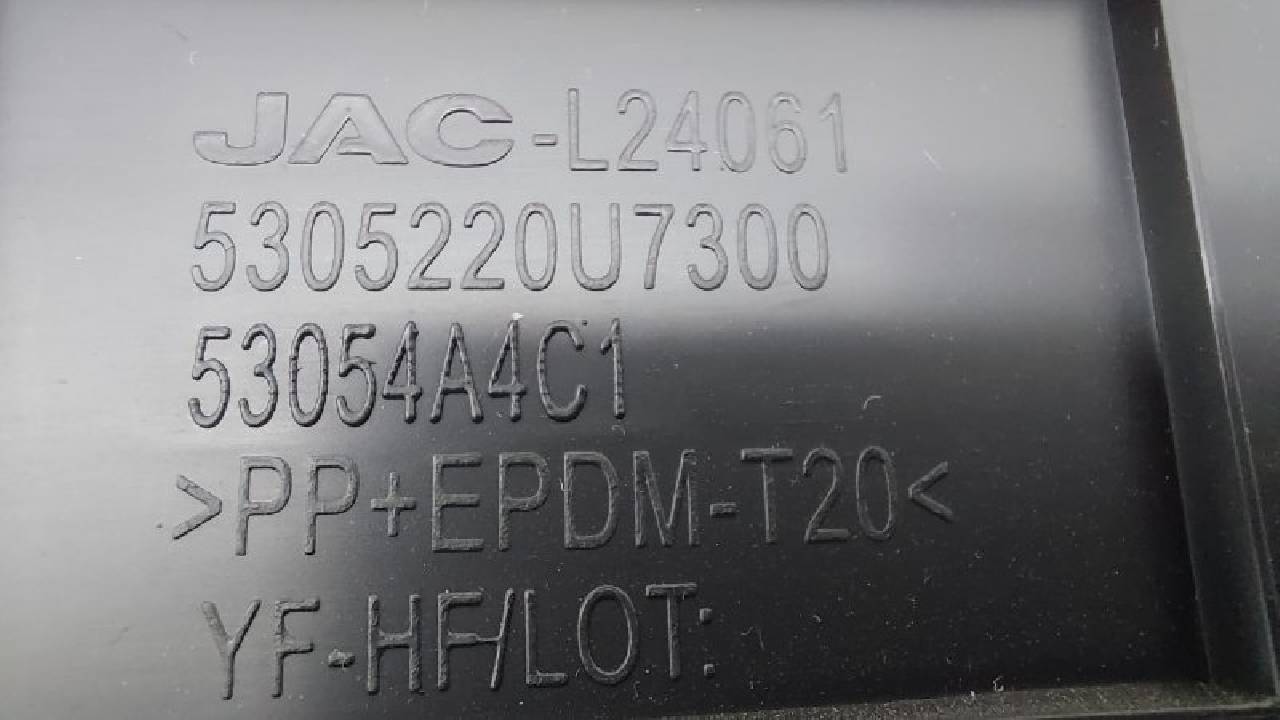 JAC-L24061
5305220U7300
53054A4C1
>PP+EPDM-T20<
YF-HF/LOT: